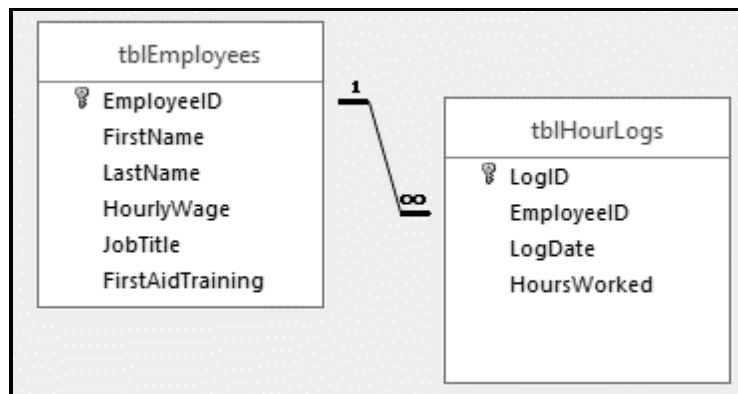 tblEmployees
EmployeeID
FirstName
LastName
HourlyWage
JobTitle
FirstAidTraining
1
∞
tblHourLogs
LogID
EmployeeID
LogDate
HoursWorked